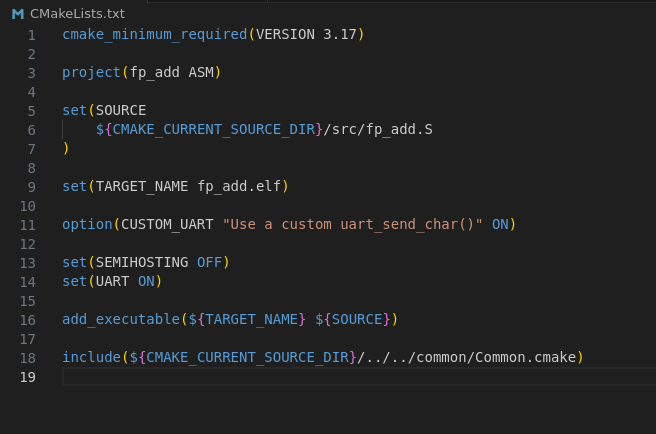 CMakeLists.txt
1 cmake_minimum_required(VERSION 3.17)
2
3 project(fp_add ASM)
4
5 set(SOURCE
6     ${CMAKE_CURRENT_SOURCE_DIR}/src/fp_add.S
7 )
8
9 set(TARGET_NAME fp_add.elf)
10
11 option(CUSTOM_UART "Use a custom uart_send_char()" ON)
12
13 set(SEMIHOSTING OFF)
14 set(UART ON)
15
16 add_executable(${TARGET_NAME} ${SOURCE})
17
18 include(${CMAKE_CURRENT_SOURCE_DIR}/../../common/Common.cmake)
19